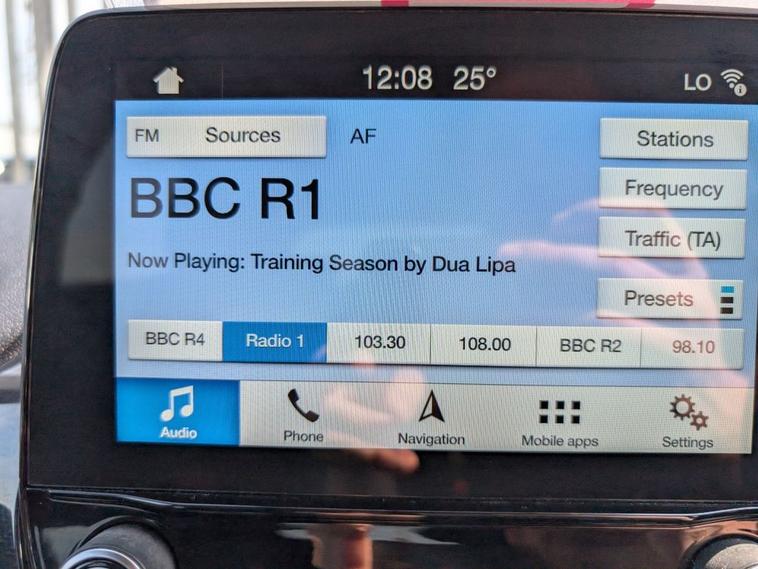 12:08 25° LO
FM Sources AF Stations
BBC R1
Frequency
Traffic (TA)
Now Playing: Training Season by Dua Lipa
Presets
BBC R4 Radio 1 103.30 108.00 BBC R2 98.10
Audio Phone Navigation Mobile apps Settings